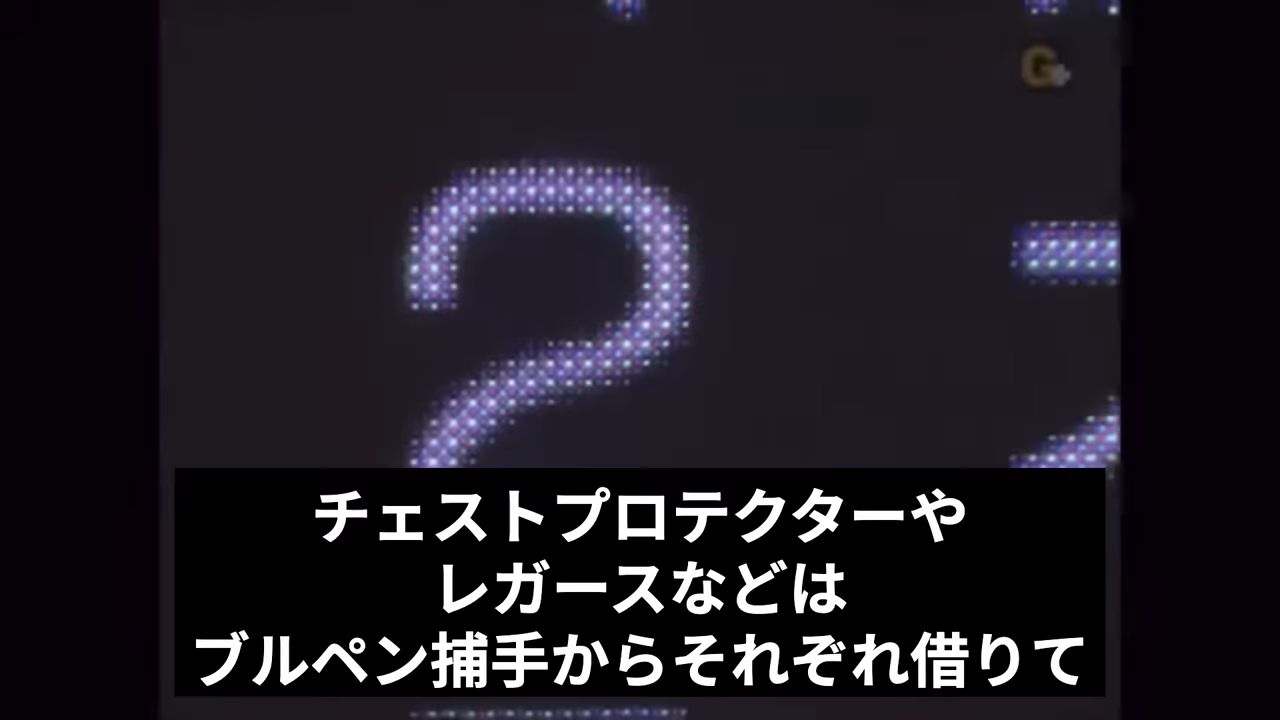 G+
2
チェストプロテクターや
レガースなどは
ブルペン捕手からそれぞれ借りて